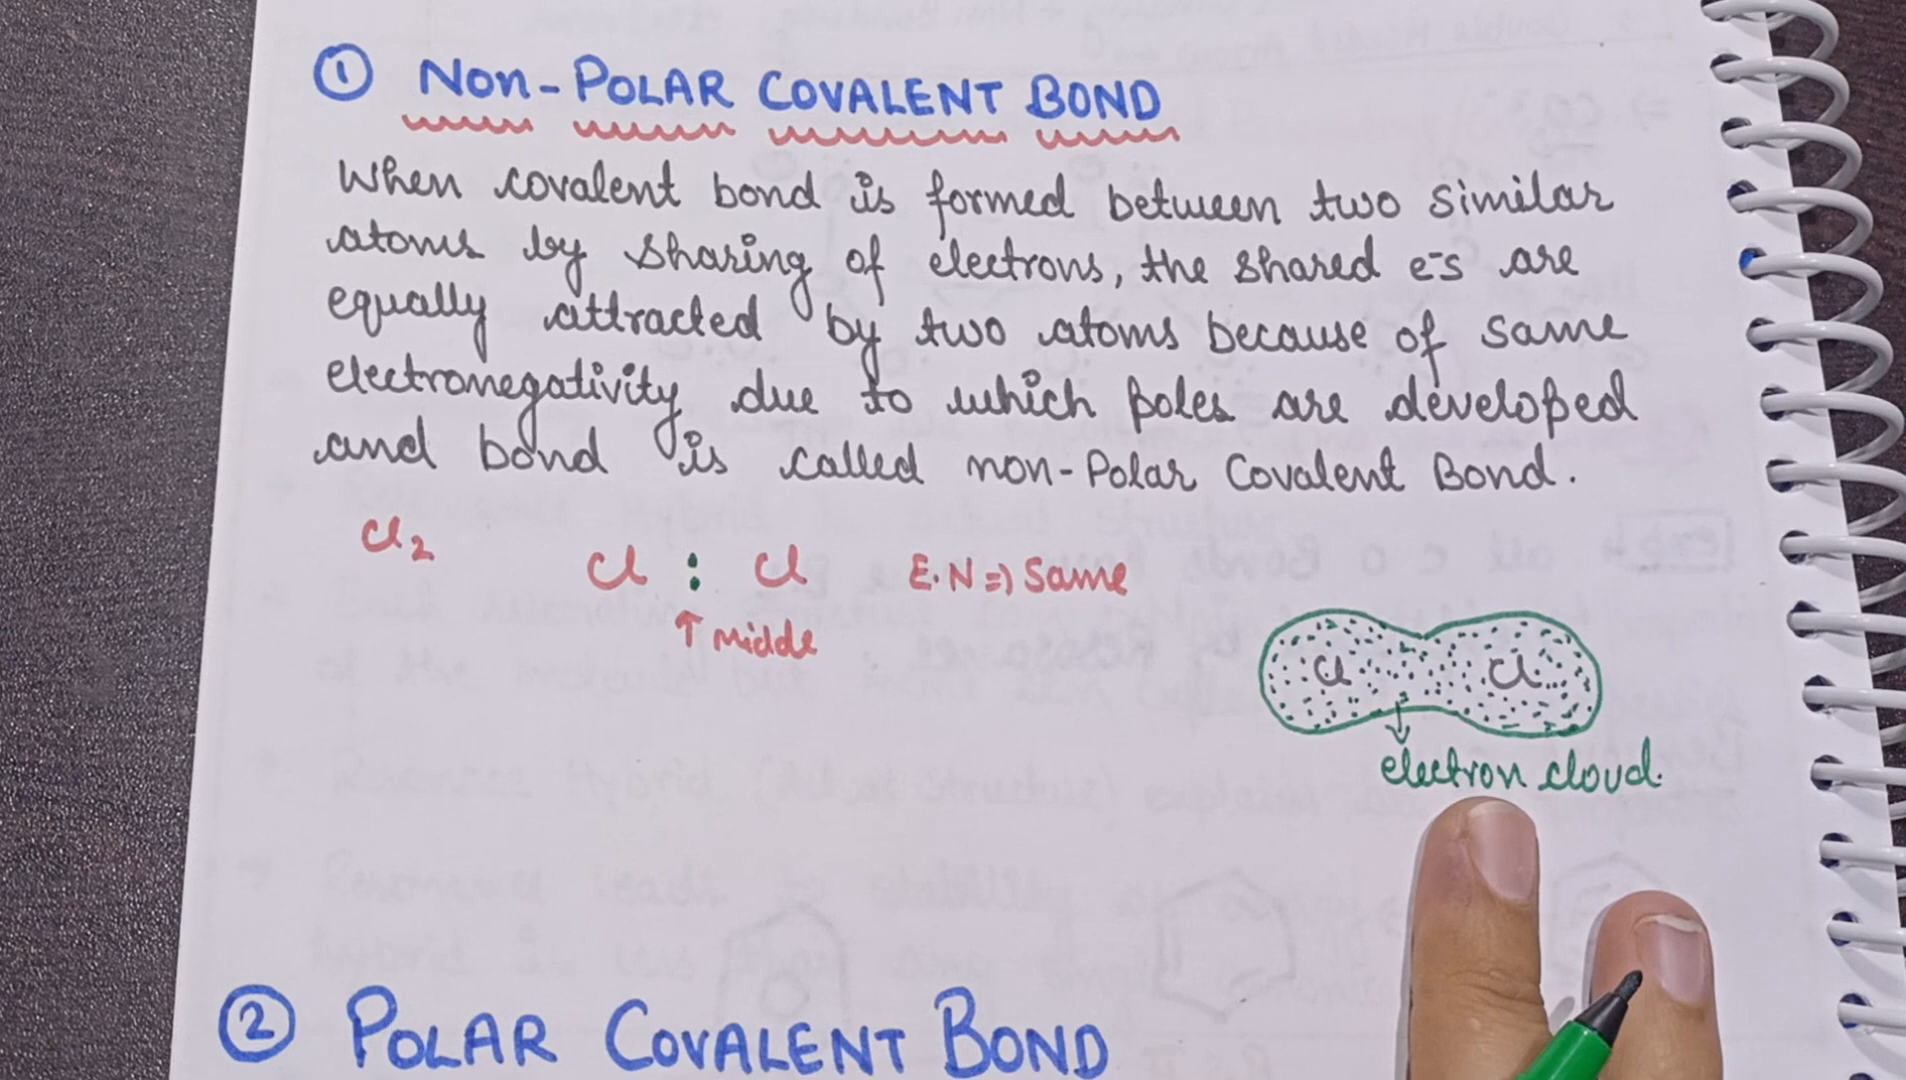 ① Non-POLAR COVALENT BOND
When covalent bond is formed between two similar
atoms by sharing of electrons, the shared e-s are
equally attracted by two atoms because of same
electronegativity due to which poles are developed
and bond is called non-Polar Covalent Bond.
Cl2
Cl : Cl E.N => Same
↑ midde
Cl Cl
electron cloud.
② POLAR COVALENT BOND